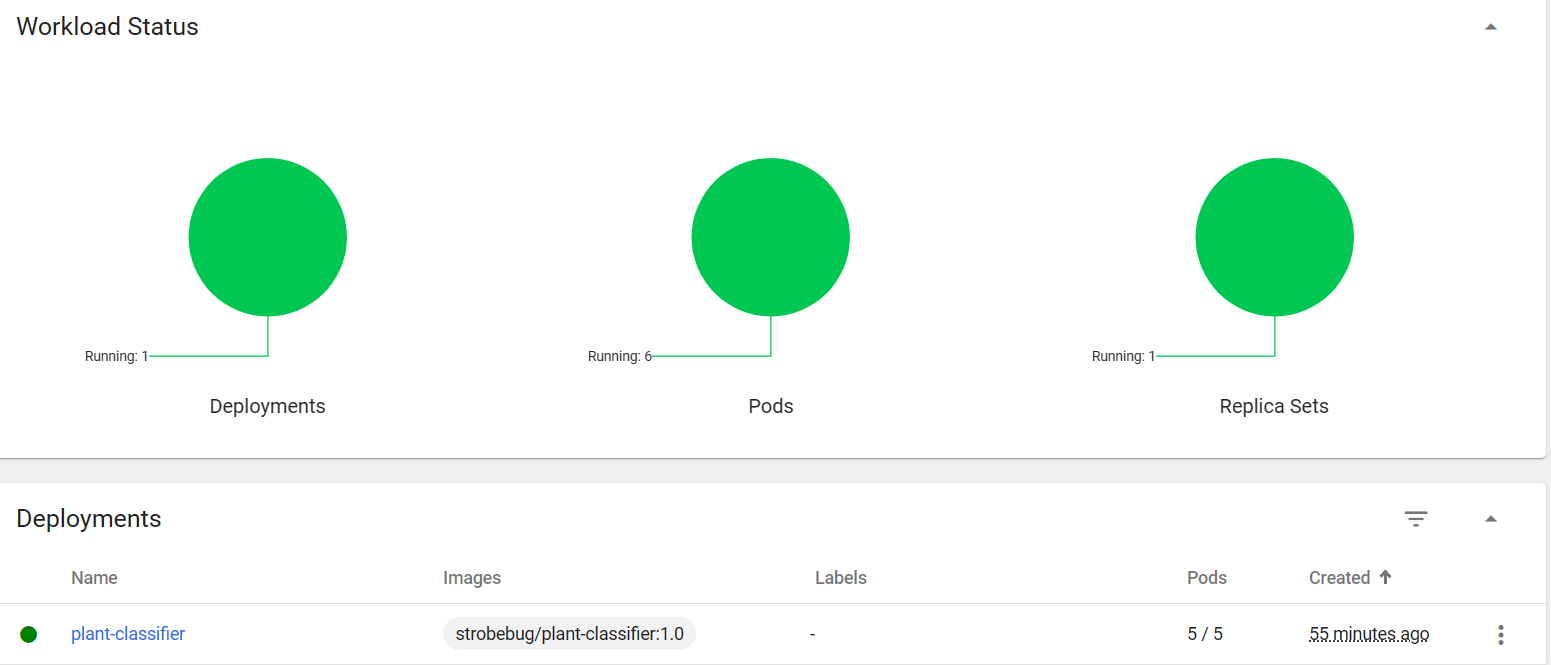 Workload Status
Running: 1
Running: 6
Running: 1
Deployments
Pods
Replica Sets
Deployments
Name Images Labels Pods Created
plant-classifier strobebug/plant-classifier:1.0 - 5 / 5 55 minutes ago